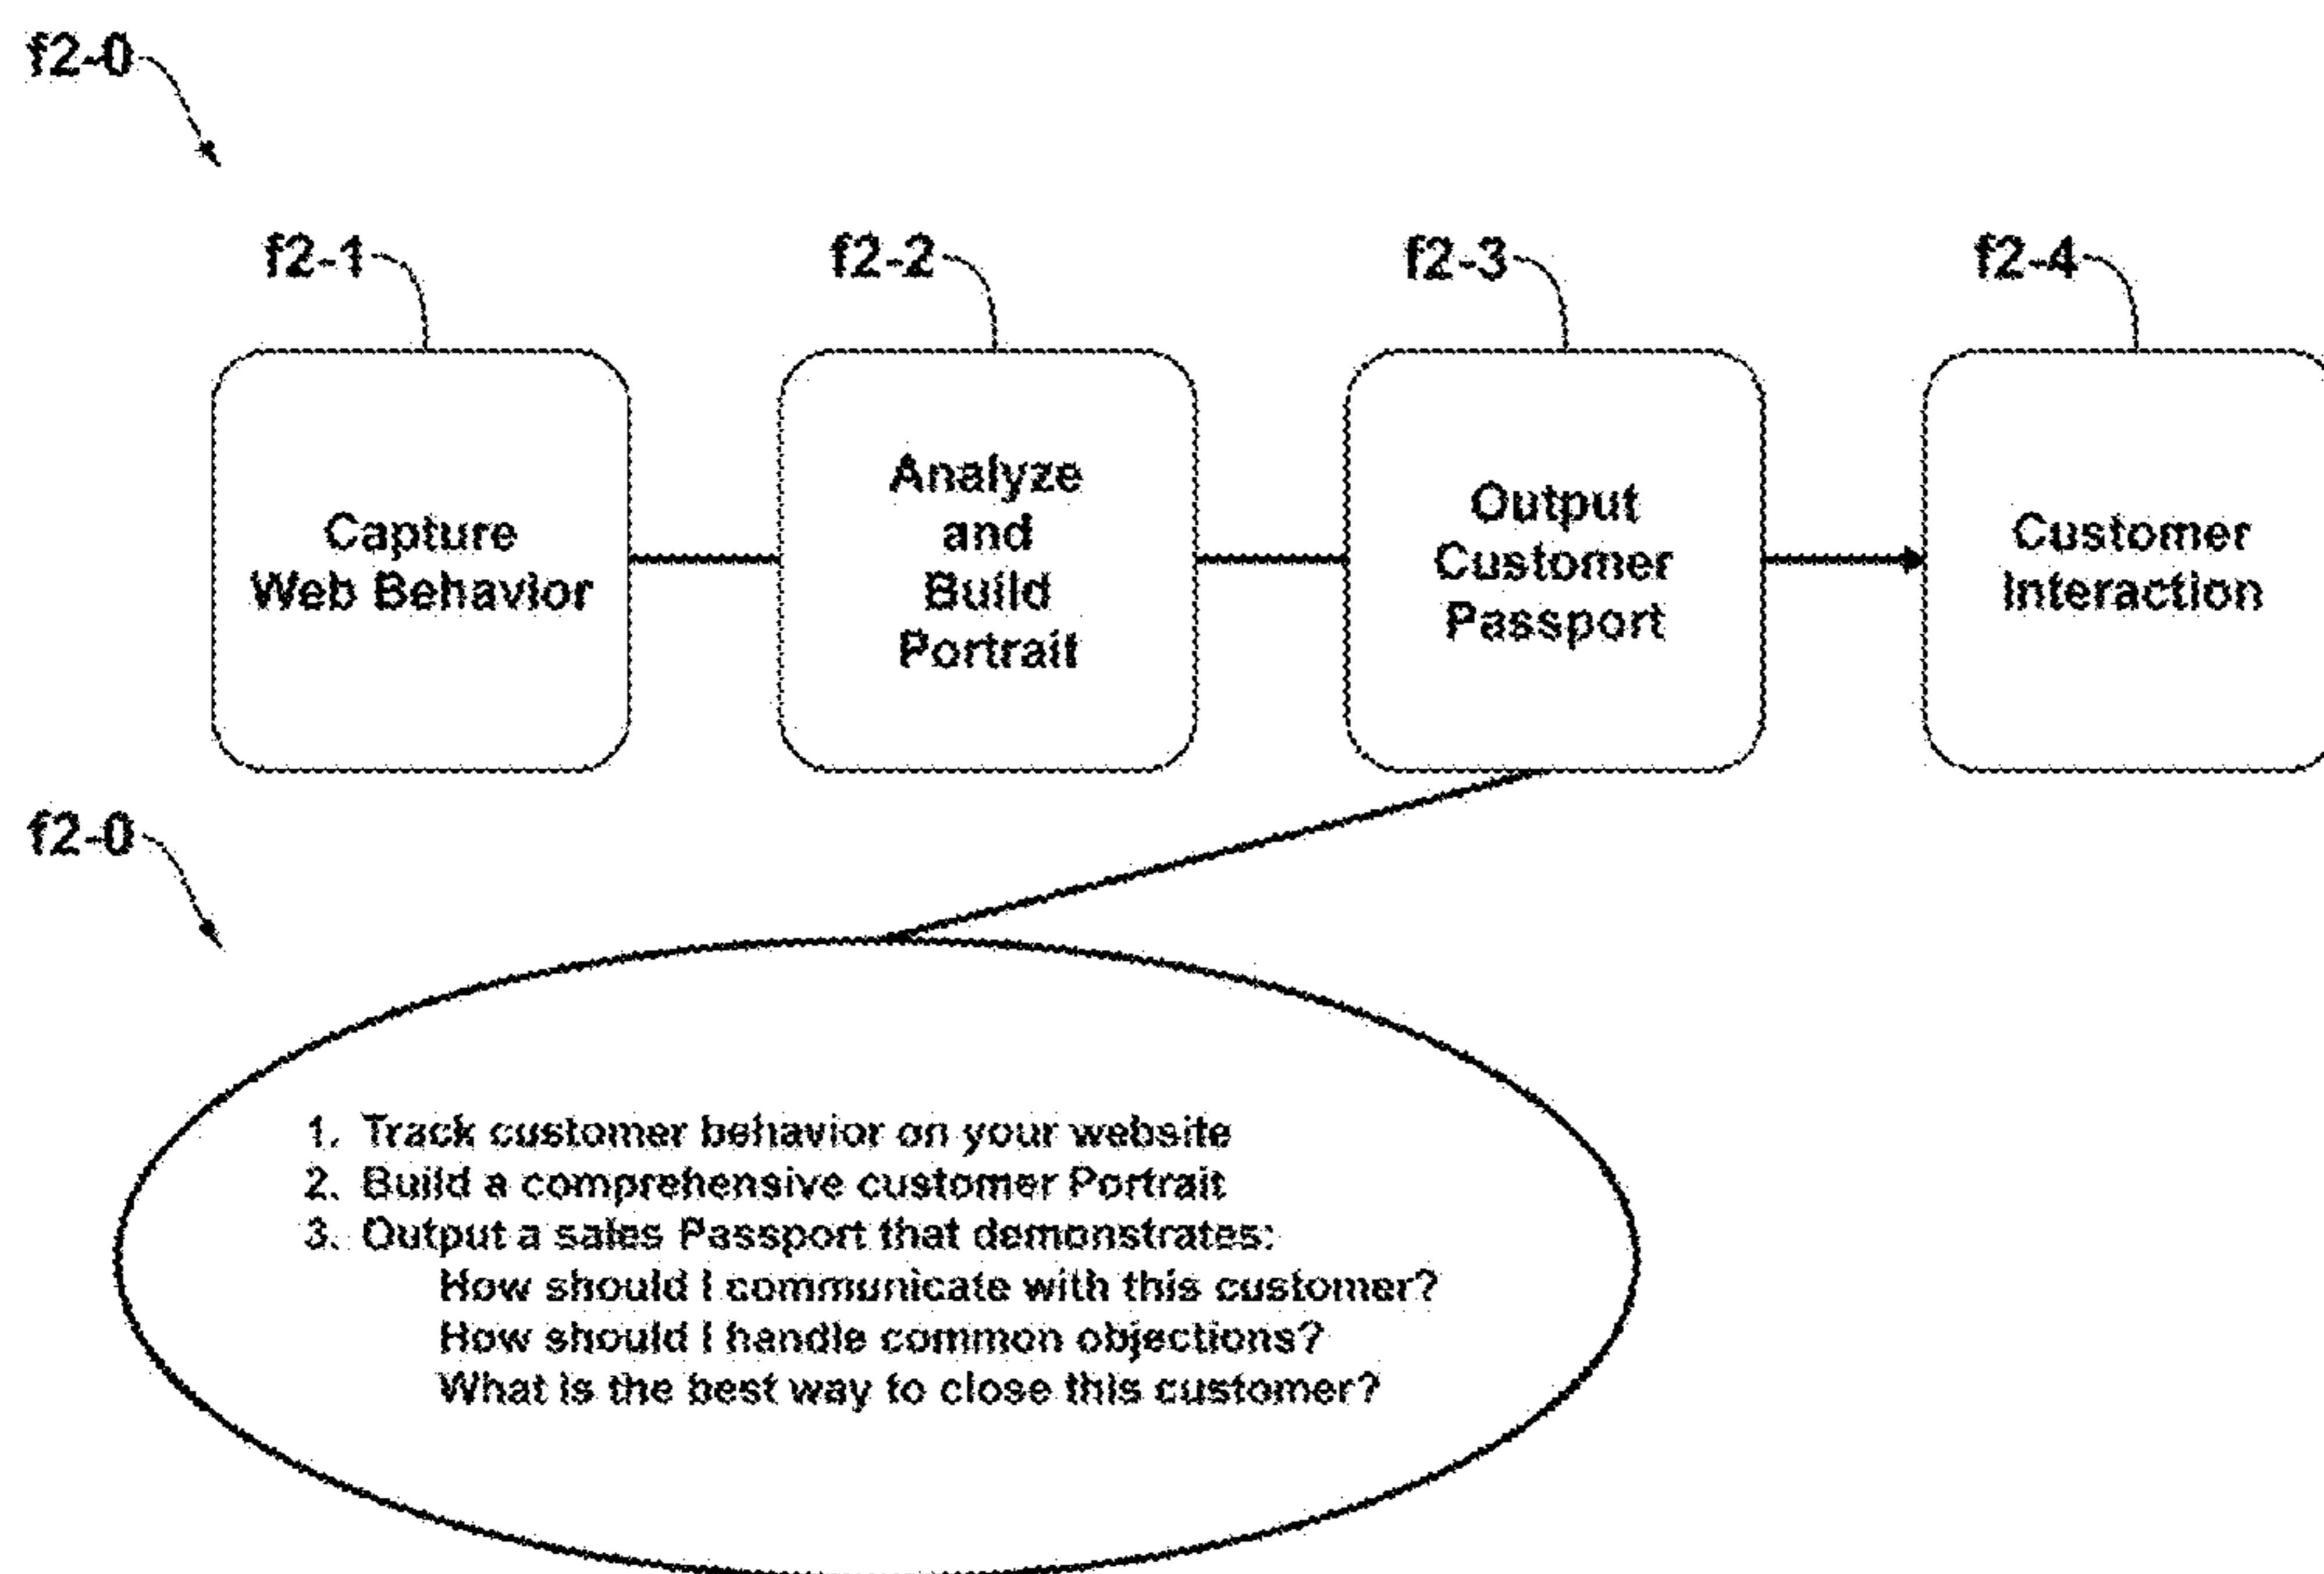 f2-0
f2-1
f2-2
f2-3
f2-4
Capture
Web Behavior
Analyze
and
Build
Portrait
Output
Customer
Passport
Customer
Interaction
f2-0
1. Track customer behavior on your website
2. Build a comprehensive customer Portrait
3. Output a sales Passport that demonstrates:
How should I communicate with this customer?
How should I handle common objections?
What is the best way to close this customer?